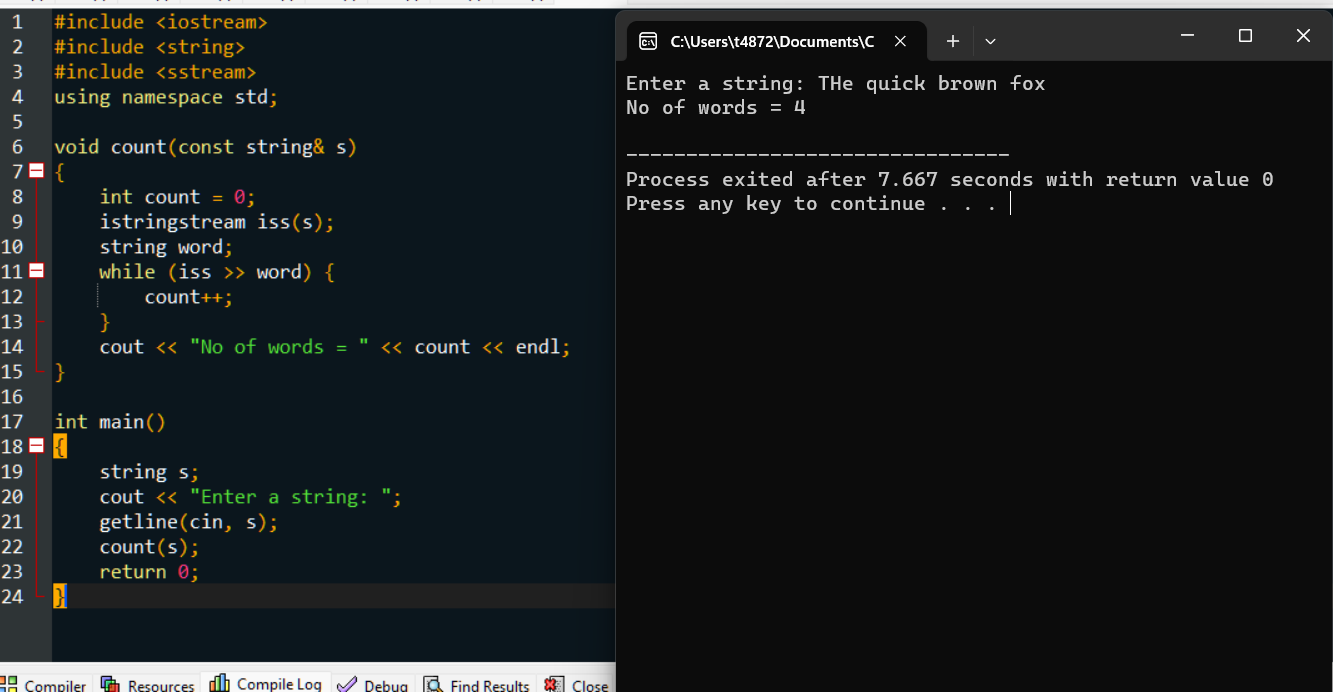 1 #include <iostream>
2 #include <string>
3 #include <sstream>
4 using namespace std;
5
6 void count(const string& s)
7 {
8     int count = 0;
9     istringstream iss(s);
10     string word;
11     while (iss >> word) {
12         count++;
13     }
14     cout << "No of words = " << count << endl;
15 }
16
17 int main()
18 {
19     string s;
20     cout << "Enter a string: ";
21     getline(cin, s);
22     count(s);
23     return 0;
24 }
Compiler Resources Compile Log Debug Find Results Close
C:\Users\t4872\Documents\C
Enter a string: THe quick brown fox
No of words = 4
--------------------------------
Process exited after 7.667 seconds with return value 0
Press any key to continue . . .